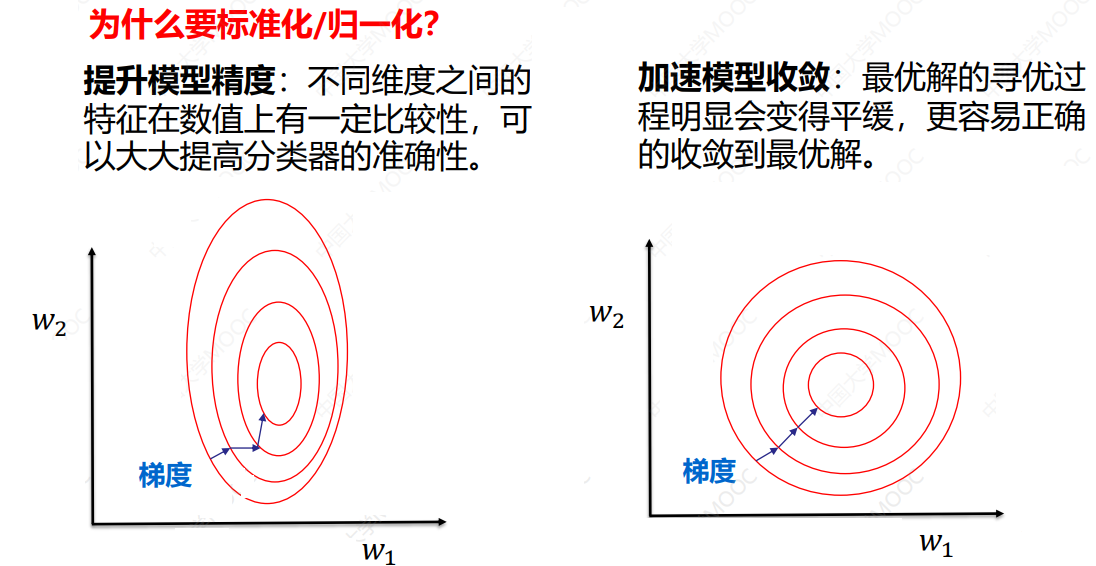 为什么要标准化/归一化？
提升模型精度：不同维度之间的
特征在数值上有一定比较性，可
以大大提高分类器的准确性。
w₂
梯度
w₁
加速模型收敛：最优解的寻优过
程明显会变得平缓，更容易正确
的收敛到最优解。
w₂
梯度
w₁